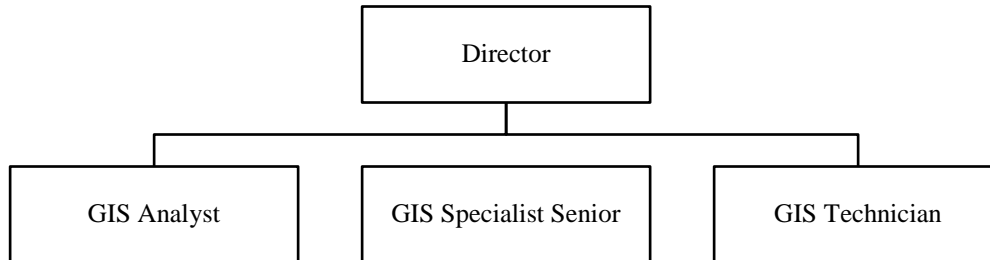 Director
GIS Analyst
GIS Specialist Senior
GIS Technician